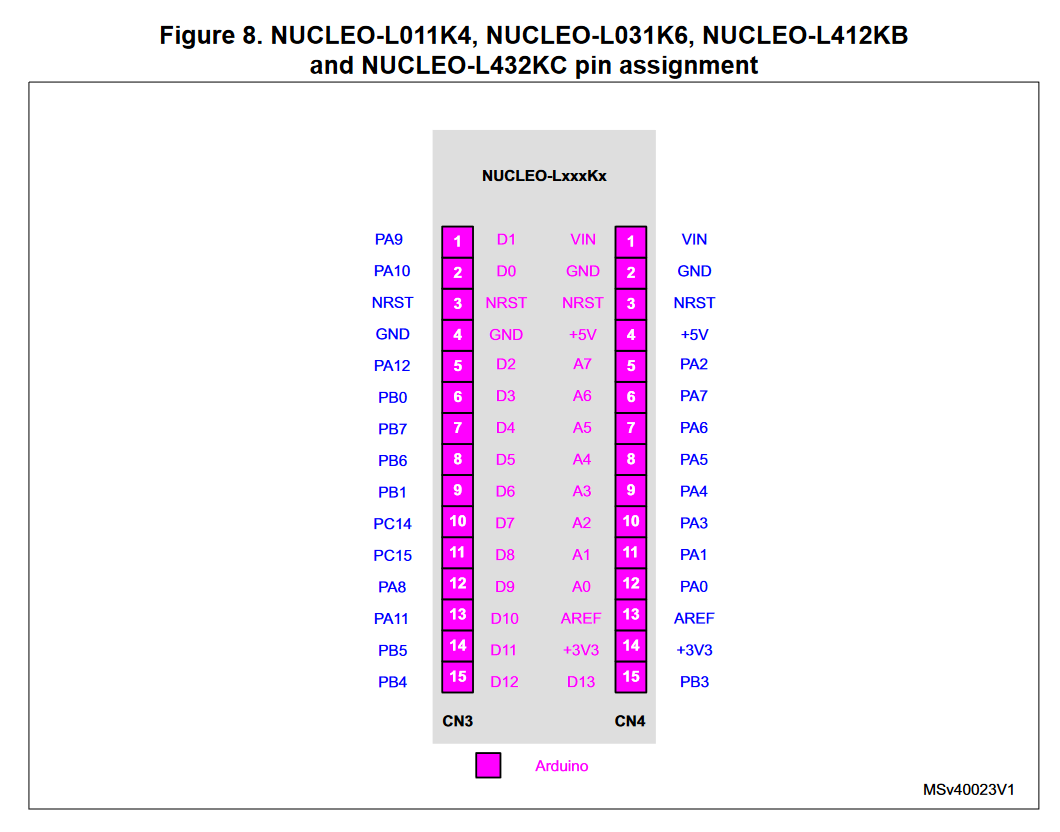 Figure 8. NUCLEO-L011K4, NUCLEO-L031K6, NUCLEO-L412KB
and NUCLEO-L432KC pin assignment
NUCLEO-LxxxKx
PA9 1 D1 VIN 1 VIN
PA10 2 D0 GND 2 GND
NRST 3 NRST NRST 3 NRST
GND 4 GND +5V 4 +5V
PA12 5 D2 A7 5 PA2
PB0 6 D3 A6 6 PA7
PB7 7 D4 A5 7 PA6
PB6 8 D5 A4 8 PA5
PB1 9 D6 A3 9 PA4
PC14 10 D7 A2 10 PA3
PC15 11 D8 A1 11 PA1
PA8 12 D9 A0 12 PA0
PA11 13 D10 AREF 13 AREF
PB5 14 D11 +3V3 14 +3V3
PB4 15 D12 D13 15 PB3
CN3 CN4
Arduino
MSv40023V1